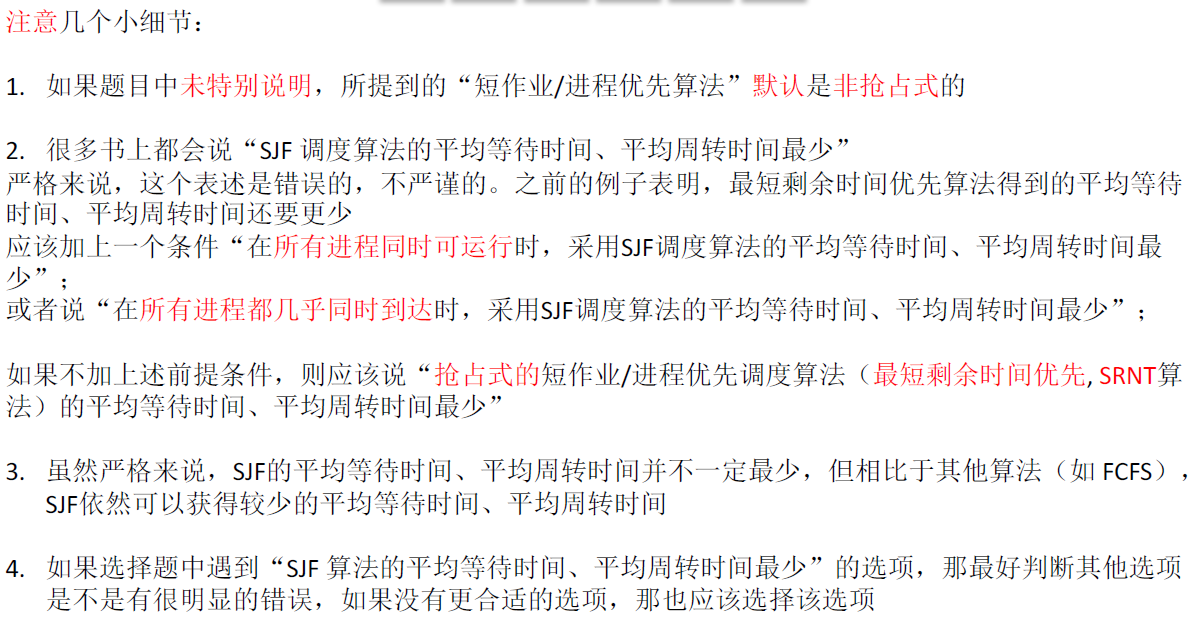 注意几个小细节：
1. 如果题目中未特别说明，所提到的“短作业/进程优先算法”默认是非抢占式的
2. 很多书上都会说“SJF 调度算法的平均等待时间、平均周转时间最少”
严格来说，这个表述是错误的，不严谨的。之前的例子表明，最短剩余时间优先算法得到的平均等待
时间、平均周转时间还要更少
应该加上一个条件“在所有进程同时可运行时，采用SJF调度算法的平均等待时间、平均周转时间最
少”；
或者说“在所有进程都几乎同时到达时，采用SJF调度算法的平均等待时间、平均周转时间最少”；
如果不加上述前提条件，则应该说“抢占式的短作业/进程优先调度算法（最短剩余时间优先, SRNT算
法）的平均等待时间、平均周转时间最少”
3. 虽然严格来说，SJF的平均等待时间、平均周转时间并不一定最少，但相比于其他算法（如 FCFS），
SJF依然可以获得较少的平均等待时间、平均周转时间
4. 如果选择题中遇到“SJF 算法的平均等待时间、平均周转时间最少”的选项，那最好判断其他选项
是不是有很明显的错误，如果没有更合适的选项，那也应该选择该选项